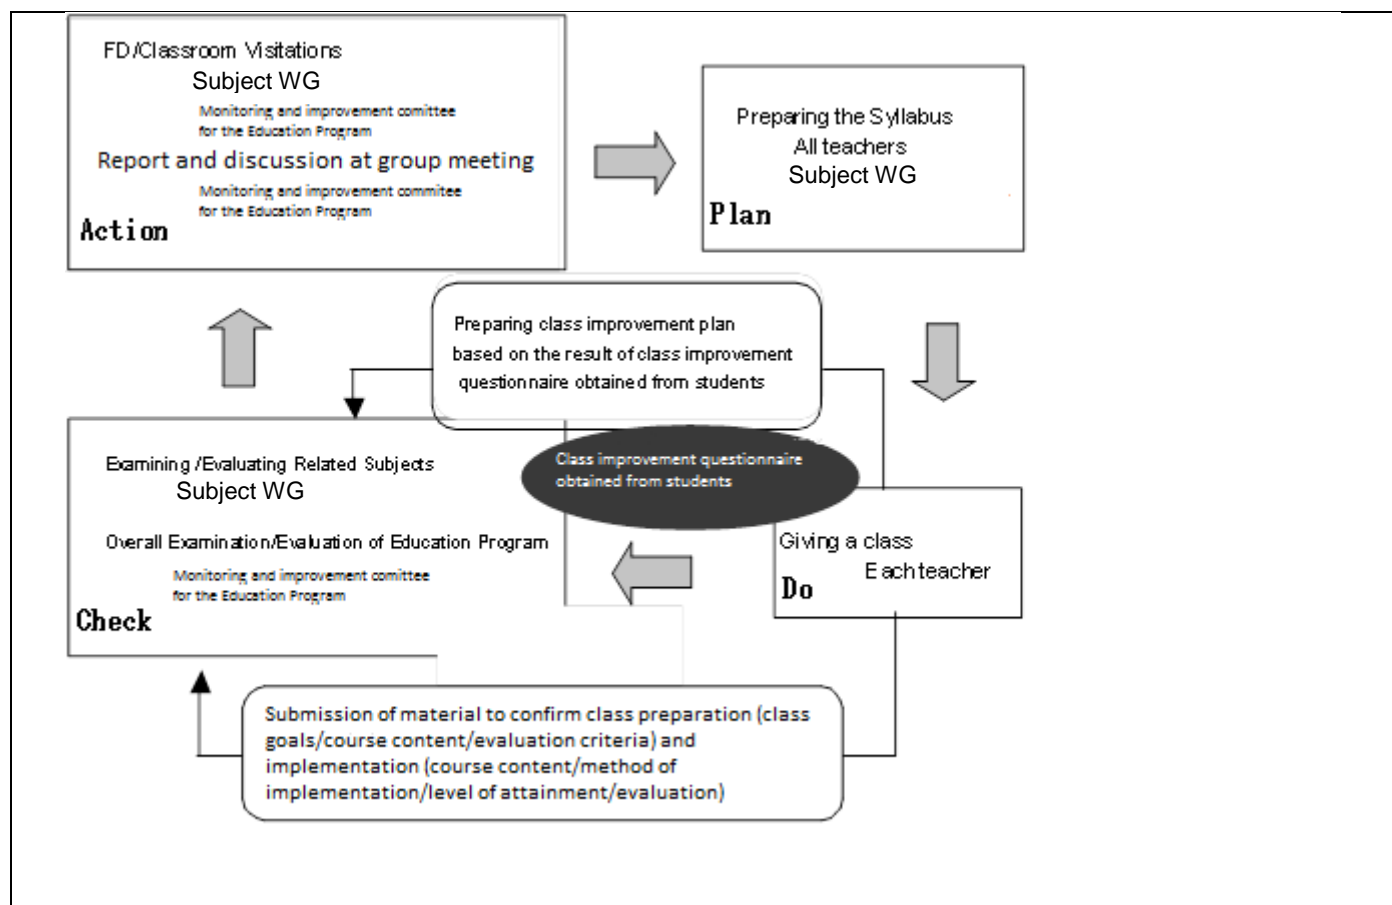 FD/Classroom Visitations
Subject WG
Monitoring and improvement comittee
for the Education Program
Report and discussion at group meeting
Monitoring and improvement commitee
for the Education Program
Action
Preparing the Syllabus
All teachers
Subject WG
Plan
Preparing class improvement plan
based on the result of class improvement
questionnaire obtained from students
Class improvement questionnaire
obtained from students
Examining/Evaluating Related Subjects
Subject WG
Overall Examination/Evaluation of Education Program
Monitoring and improvement comittee
for the Education Program
Check
Giving a class
Each teacher
Do
Submission of material to confirm class preparation (class
goals/course content/evaluation criteria) and
implementation (course content/method of
implementation/level of attainment/evaluation)